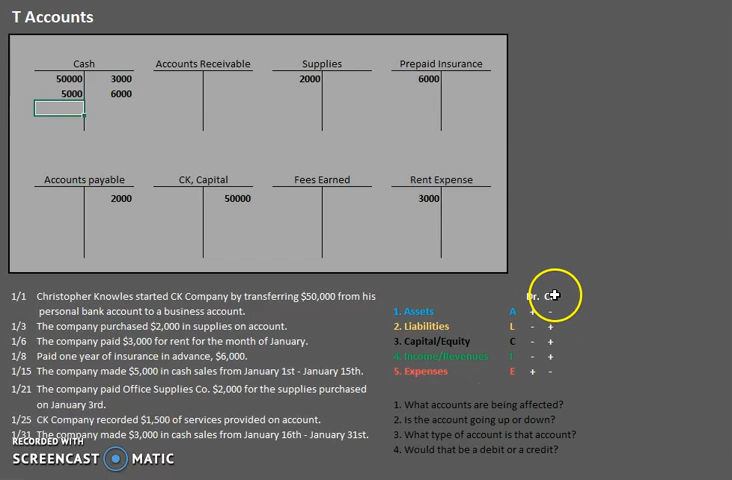 T Accounts
Cash Accounts Receivable Supplies Prepaid Insurance
50000 3000 2000 6000
5000 6000
Accounts payable CK, Capital Fees Earned Rent Expense
2000 50000 3000
1/1 Christopher Knowles started CK Company by transferring $50,000 from his
personal bank account to a business account.
1/3 The company purchased $2,000 in supplies on account.
1/6 The company paid $3,000 for rent for the month of January.
1/8 Paid one year of insurance in advance, $6,000.
1/15 The company made $5,000 in cash sales from January 1st - January 15th.
1/21 The company paid Office Supplies Co. $2,000 for the supplies purchased
on January 3rd.
1/25 CK Company recorded $1,500 of services provided on account.
1/31 The company made $3,000 in cash sales from January 16th - January 31st.
Dr.
1. Assets A + -
2. Liabilities L - +
3. Capital/Equity C - +
4. Income/Revenues I - +
5. Expenses E + -
1. What accounts are being affected?
2. Is the account going up or down?
3. What type of account is that account?
4. Would that be a debit or a credit?
RECORDED WITH
SCREENCAST MATIC